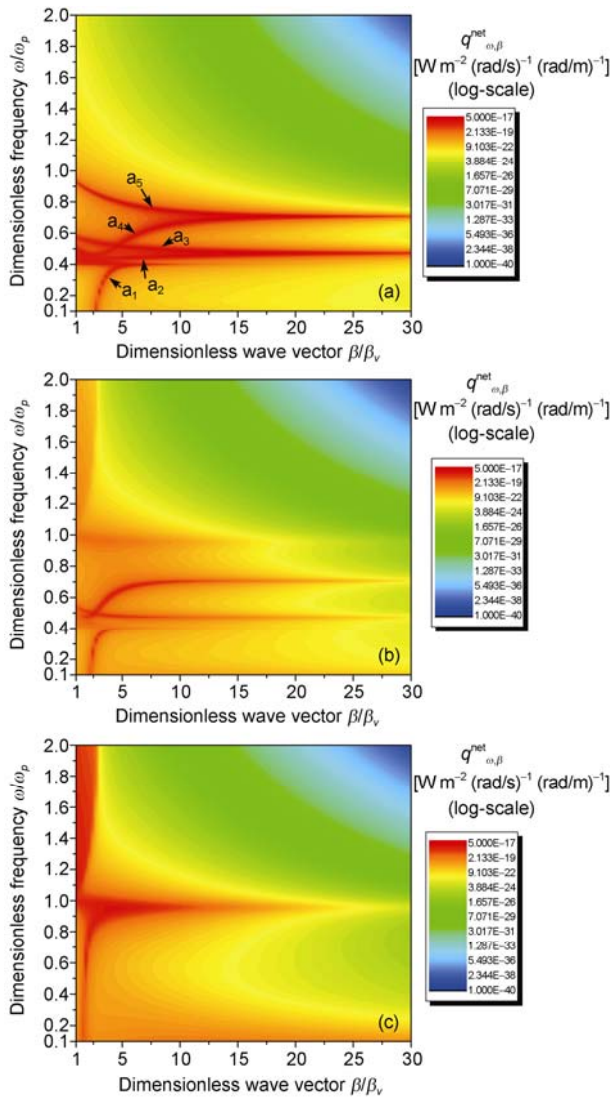 2.0
1.8
1.6
1.4
1.2
1.0
0.8
0.6
0.4
0.2
0.1
Dimensionless frequency ω/ωp
a5
a4
a3
a1
a2
(a)
1 5 10 15 20 25 30
Dimensionless wave vector β/βv
qnet ω,β
[W m−2 (rad/s)−1 (rad/m)−1]
(log-scale)
5.000E−17
2.133E−19
9.103E−22
3.884E−24
1.657E−26
7.071E−29
3.017E−31
1.287E−33
5.493E−36
2.344E−38
1.000E−40
2.0
1.8
1.6
1.4
1.2
1.0
0.8
0.6
0.4
0.2
0.1
Dimensionless frequency ω/ωp
(b)
1 5 10 15 20 25 30
Dimensionless wave vector β/βv
qnet ω,β
[W m−2 (rad/s)−1 (rad/m)−1]
(log-scale)
5.000E−17
2.133E−19
9.103E−22
3.884E−24
1.657E−26
7.071E−29
3.017E−31
1.287E−33
5.493E−36
2.344E−38
1.000E−40
2.0
1.8
1.6
1.4
1.2
1.0
0.8
0.6
0.4
0.2
0.1
Dimensionless frequency ω/ωp
(c)
1 5 10 15 20 25 30
Dimensionless wave vector β/βv
qnet ω,β
[W m−2 (rad/s)−1 (rad/m)−1]
(log-scale)
5.000E−17
2.133E−19
9.103E−22
3.884E−24
1.657E−26
7.071E−29
3.017E−31
1.287E−33
5.493E−36
2.344E−38
1.000E−40